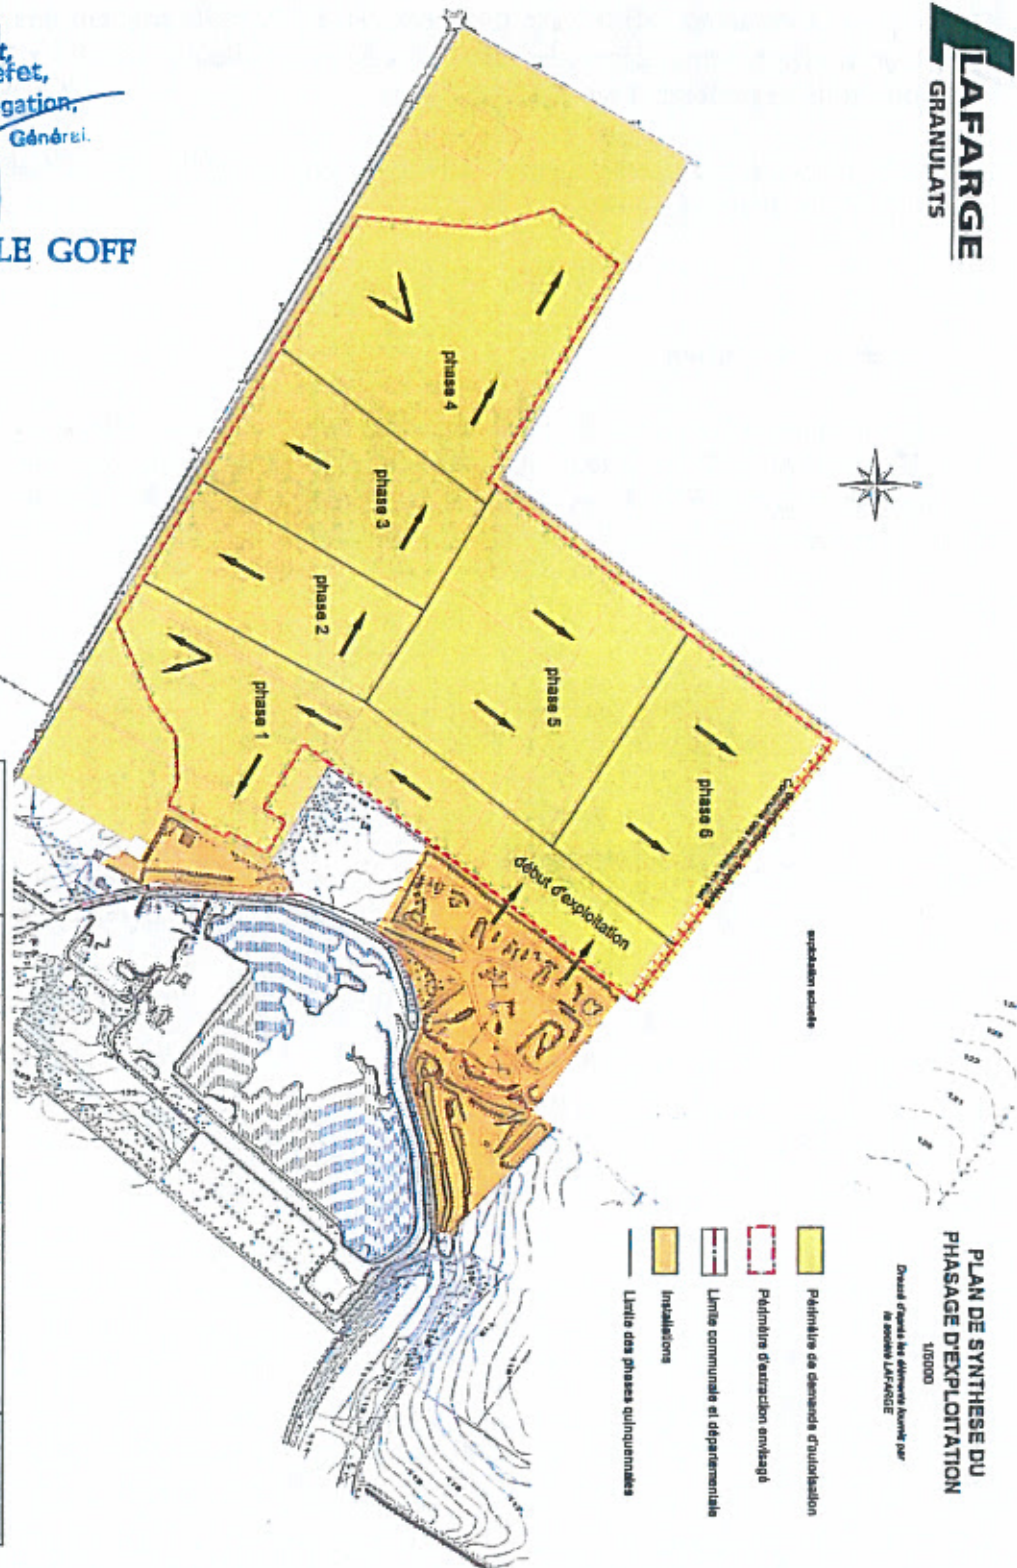 LAFARGE
GRANULATS
PLAN DE SYNTHESE DU
PHASAGE D'EXPLOITATION
1/5000
Dressé d'après les éléments fournis par
la société LAFARGE
Périmètre de demande d'autorisation
Périmètre d'extraction envisagé
Limite communale et départementale
Installations
Limite des phases quinquennales
exploitation actuelle
phase 6
phase 5
début d'exploitation
phase 4
phase 3
phase 2
phase 1
efet,
gation,
Général.
LE GOFF